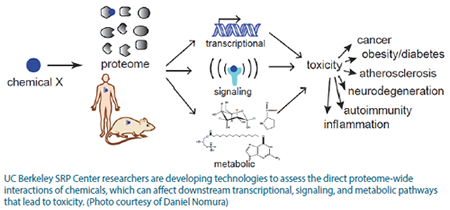 chemical X
proteome
transcriptional
signaling
metabolic
toxicity
cancer
obesity/diabetes
atherosclerosis
neurodegeneration
autoimmunity
inflammation
UC Berkeley SRP Center researchers are developing technologies to assess the direct proteome-wide
interactions of chemicals, which can affect downstream transcriptional, signaling, and metabolic pathways
that lead to toxicity. (Photo courtesy of Daniel Nomura)